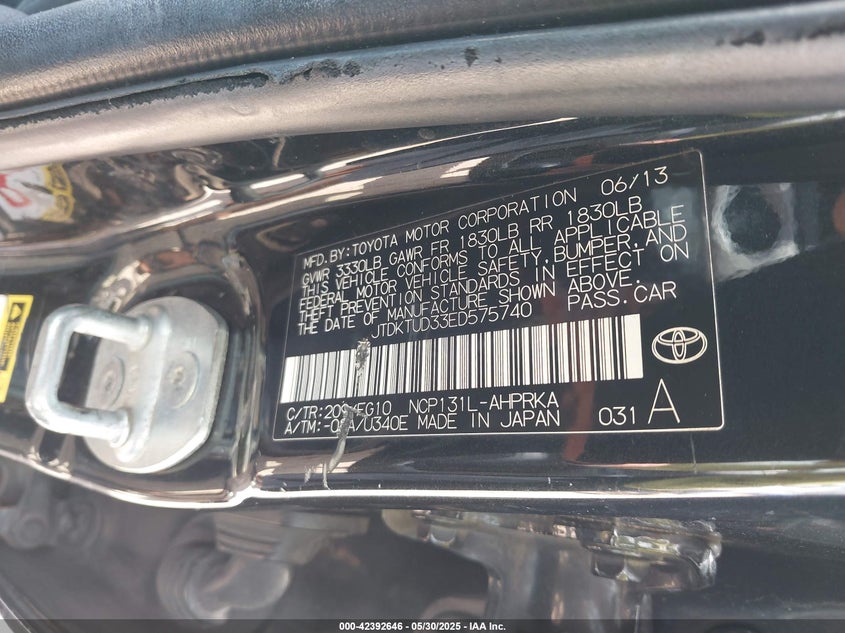 MFD.BY:TOYOTA MOTOR CORPORATION 06/13
GVWR 3330LB GAWR FR 1830LB RR 1830LB
THIS VEHICLE CONFORMS TO ALL APPLICABLE
FEDERAL MOTOR VEHICLE SAFETY,BUMPER,AND
THEFT PREVENTION STANDARDS IN EFFECT ON
THE DATE OF MANUFACTURE SHOWN ABOVE.
JTDKTUD33ED575740 PASS.CAR
NCP131L-AHPRKA
A/TM: U340E MADE IN JAPAN 031 A
000-42392646 - 05/30/2025 - IAA Inc.